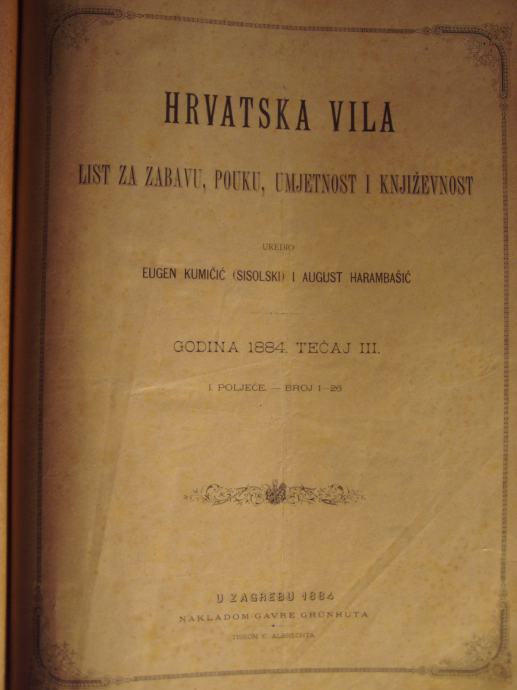 HRVATSKA VILA
LIST ZA ZABAVU, POUKU, UMJETNOST I KNJIŽEVNOST
UREDIO
EUGEN KUMIČIĆ (SISOLSKI) I AUGUST HARAMBAŠIĆ
GODINA 1884. TEČAJ III.
I. POLJEĆE. — BROJ 1—26
U ZAGREBU 1884
NAKLADOM GAVRE GRÜNHUTA
TISKOM C. ALBRECHTA